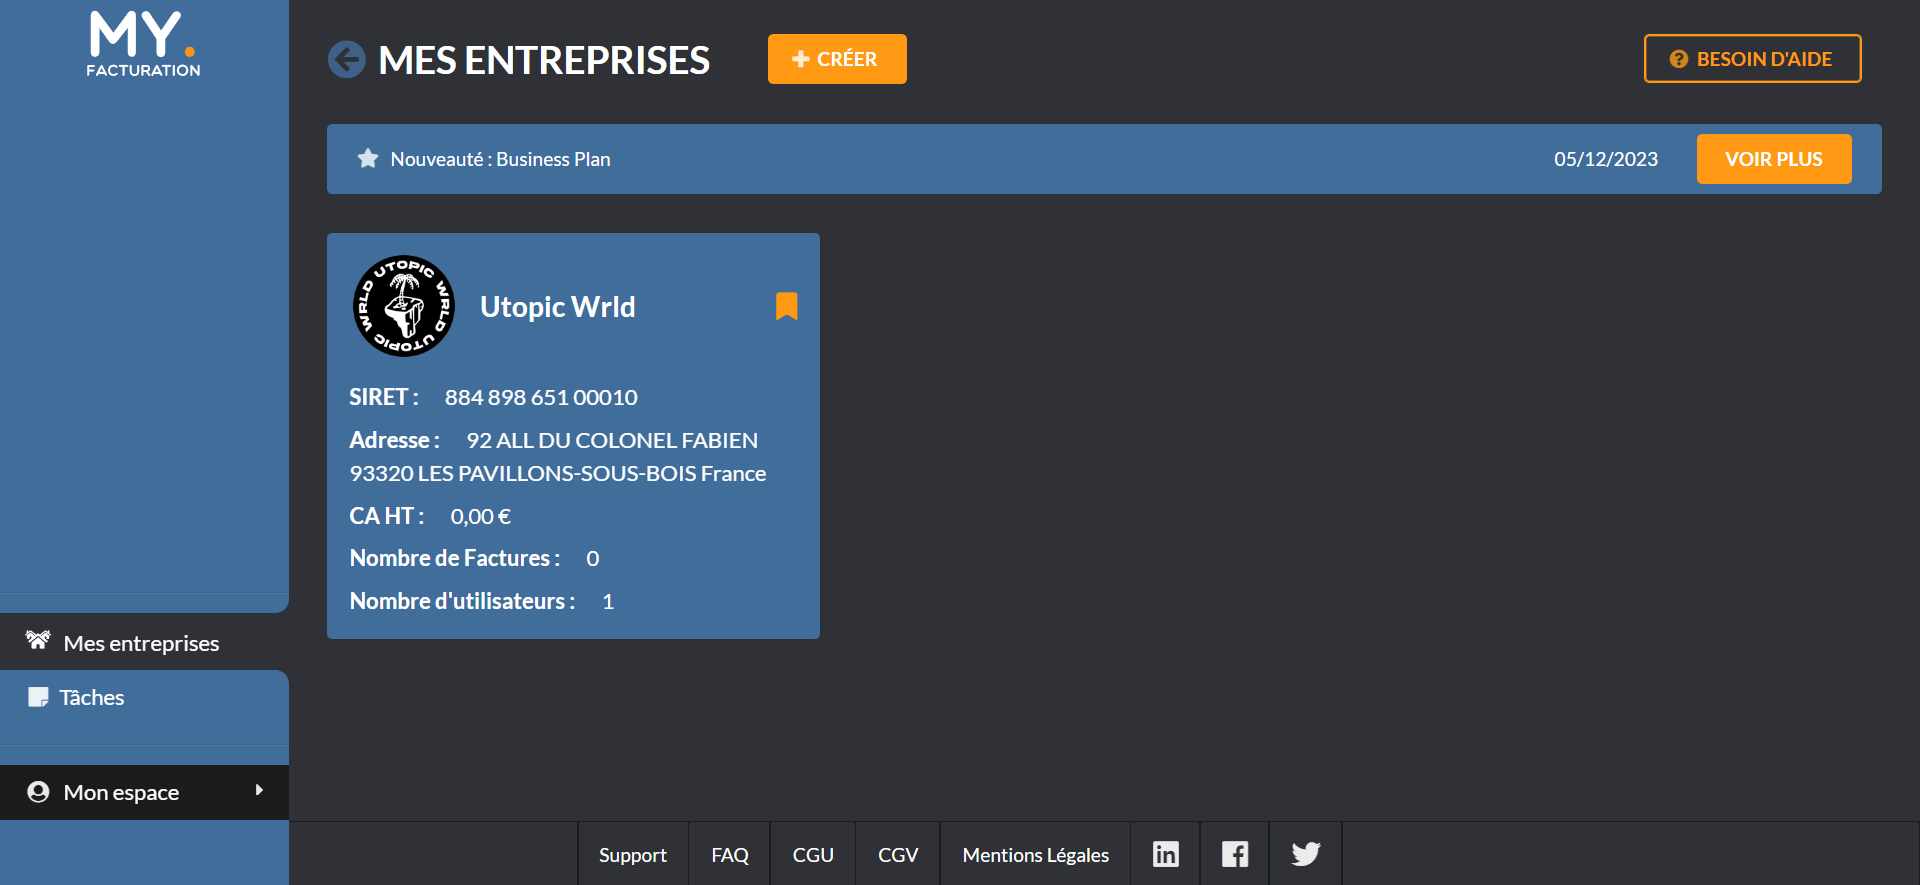 MY.
FACTURATION
MES ENTREPRISES
CRÉER
BESOIN D'AIDE
Nouveauté : Business Plan
05/12/2023
VOIR PLUS
UTOPIC WRLD UTOPIC WRLD
Utopic Wrld
SIRET : 884 898 651 00010
Adresse : 92 ALL DU COLONEL FABIEN
93320 LES PAVILLONS-SOUS-BOIS France
CA HT : 0,00 €
Nombre de Factures : 0
Nombre d'utilisateurs : 1
Mes entreprises
Tâches
Mon espace
Support
FAQ
CGU
CGV
Mentions Légales